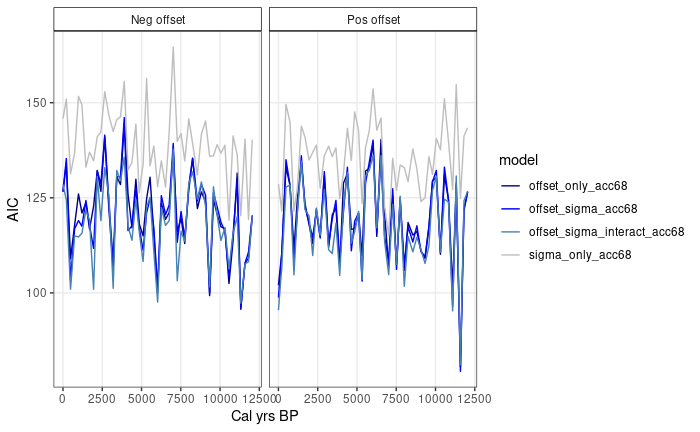 Neg offset Pos offset
150
125
100
AIC
0 2500 5000 7500 10000 12500 0 2500 5000 7500 10000 12500
Cal yrs BP
model
offset_only_acc68
offset_sigma_acc68
offset_sigma_interact_acc68
sigma_only_acc68